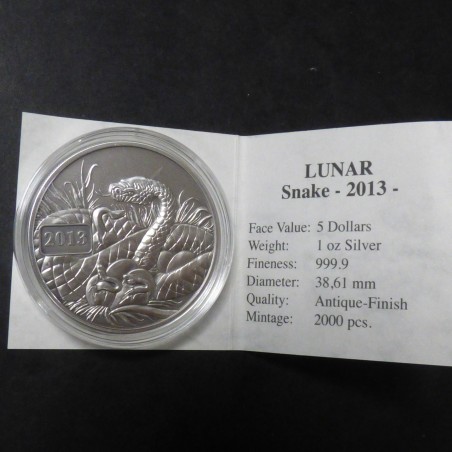 2013
LUNAR
Snake - 2013 -
Face Value: 5 Dollars
Weight: 1 oz Silver
Fineness: 999.9
Diameter: 38,61 mm
Quality: Antique-Finish
Mintage: 2000 pcs.